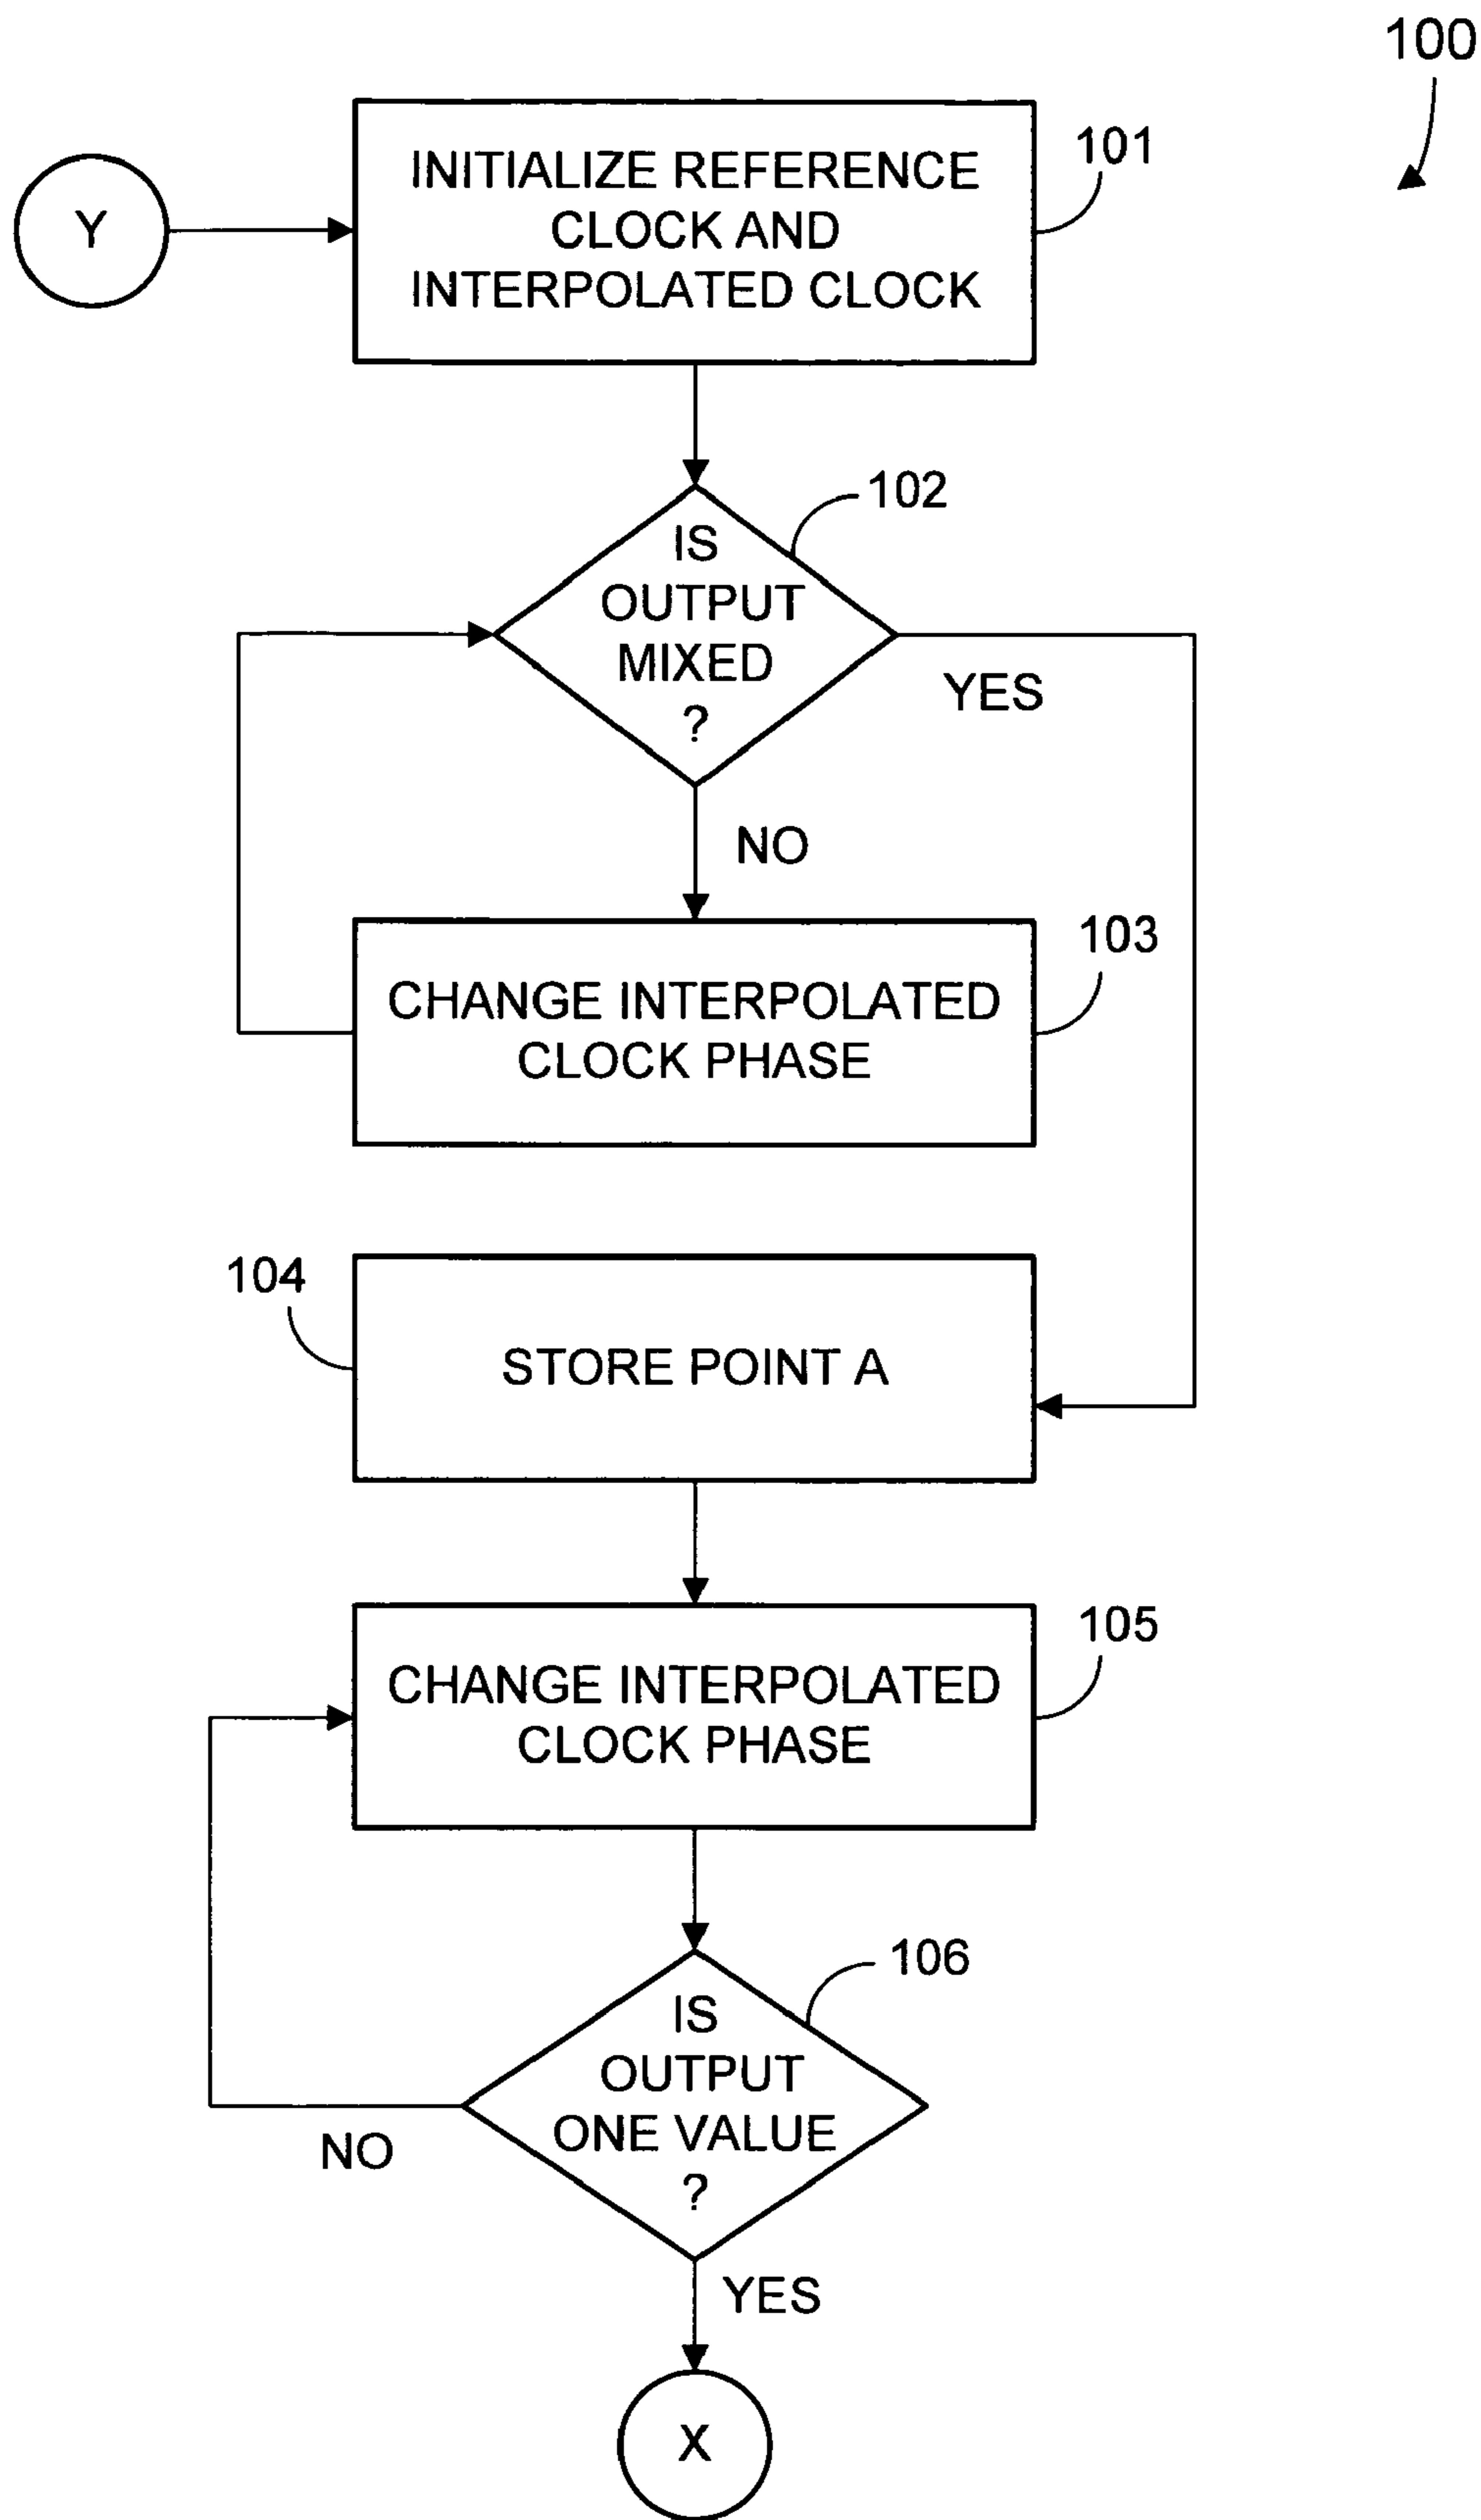 100
Y
INITIALIZE REFERENCE
CLOCK AND
INTERPOLATED CLOCK
101
102
IS
OUTPUT
MIXED
?
YES
NO
103
CHANGE INTERPOLATED
CLOCK PHASE
104
STORE POINT A
105
CHANGE INTERPOLATED
CLOCK PHASE
106
IS
OUTPUT
ONE VALUE
?
NO
YES
X